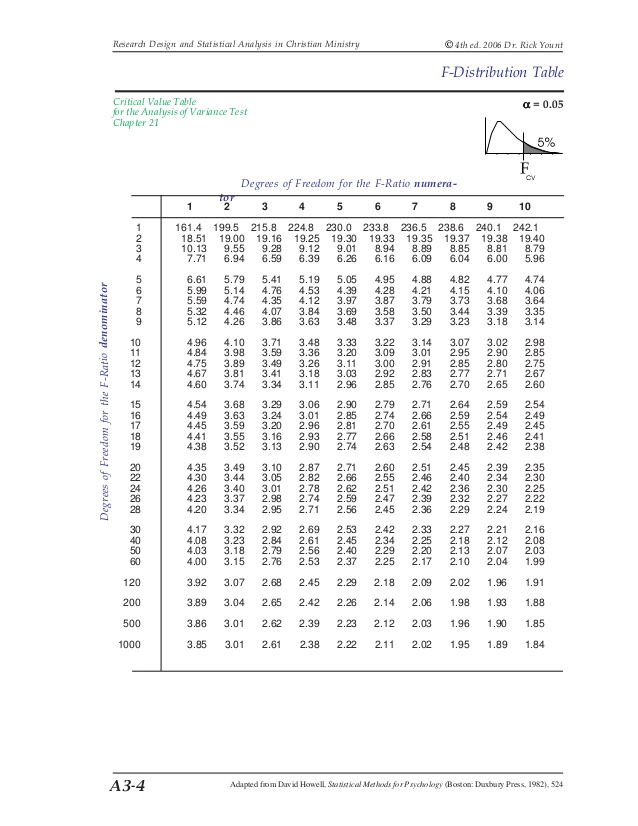 Research Design and Statistical Analysis in Christian Ministry © 4th ed. 2006 Dr. Rick Yount
F-Distribution Table
Critical Value Table
for the Analysis of Variance Test
Chapter 21
α = 0.05
5%
F
CV
Degrees of Freedom for the F-Ratio numera-
tor
1 2 3 4 5 6 7 8 9 10
Degrees of Freedom for the F-Ratio denominator
1 161.4 199.5 215.8 224.8 230.0 233.8 236.5 238.6 240.1 242.1
2 18.51 19.00 19.16 19.25 19.30 19.33 19.35 19.37 19.38 19.40
3 10.13 9.55 9.28 9.12 9.01 8.94 8.89 8.85 8.81 8.79
4 7.71 6.94 6.59 6.39 6.26 6.16 6.09 6.04 6.00 5.96
5 6.61 5.79 5.41 5.19 5.05 4.95 4.88 4.82 4.77 4.74
6 5.99 5.14 4.76 4.53 4.39 4.28 4.21 4.15 4.10 4.06
7 5.59 4.74 4.35 4.12 3.97 3.87 3.79 3.73 3.68 3.64
8 5.32 4.46 4.07 3.84 3.69 3.58 3.50 3.44 3.39 3.35
9 5.12 4.26 3.86 3.63 3.48 3.37 3.29 3.23 3.18 3.14
10 4.96 4.10 3.71 3.48 3.33 3.22 3.14 3.07 3.02 2.98
11 4.84 3.98 3.59 3.36 3.20 3.09 3.01 2.95 2.90 2.85
12 4.75 3.89 3.49 3.26 3.11 3.00 2.91 2.85 2.80 2.75
13 4.67 3.81 3.41 3.18 3.03 2.92 2.83 2.77 2.71 2.67
14 4.60 3.74 3.34 3.11 2.96 2.85 2.76 2.70 2.65 2.60
15 4.54 3.68 3.29 3.06 2.90 2.79 2.71 2.64 2.59 2.54
16 4.49 3.63 3.24 3.01 2.85 2.74 2.66 2.59 2.54 2.49
17 4.45 3.59 3.20 2.96 2.81 2.70 2.61 2.55 2.49 2.45
18 4.41 3.55 3.16 2.93 2.77 2.66 2.58 2.51 2.46 2.41
19 4.38 3.52 3.13 2.90 2.74 2.63 2.54 2.48 2.42 2.38
20 4.35 3.49 3.10 2.87 2.71 2.60 2.51 2.45 2.39 2.35
22 4.30 3.44 3.05 2.82 2.66 2.55 2.46 2.40 2.34 2.30
24 4.26 3.40 3.01 2.78 2.62 2.51 2.42 2.36 2.30 2.25
26 4.23 3.37 2.98 2.74 2.59 2.47 2.39 2.32 2.27 2.22
28 4.20 3.34 2.95 2.71 2.56 2.45 2.36 2.29 2.24 2.19
30 4.17 3.32 2.92 2.69 2.53 2.42 2.33 2.27 2.21 2.16
40 4.08 3.23 2.84 2.61 2.45 2.34 2.25 2.18 2.12 2.08
50 4.03 3.18 2.79 2.56 2.40 2.29 2.20 2.13 2.07 2.03
60 4.00 3.15 2.76 2.53 2.37 2.25 2.17 2.10 2.04 1.99
120 3.92 3.07 2.68 2.45 2.29 2.18 2.09 2.02 1.96 1.91
200 3.89 3.04 2.65 2.42 2.26 2.14 2.06 1.98 1.93 1.88
500 3.86 3.01 2.62 2.39 2.23 2.12 2.03 1.96 1.90 1.85
1000 3.85 3.01 2.61 2.38 2.22 2.11 2.02 1.95 1.89 1.84
A3-4 Adapted from David Howell, Statistical Methods for Psychology (Boston: Duxbury Press, 1982), 524